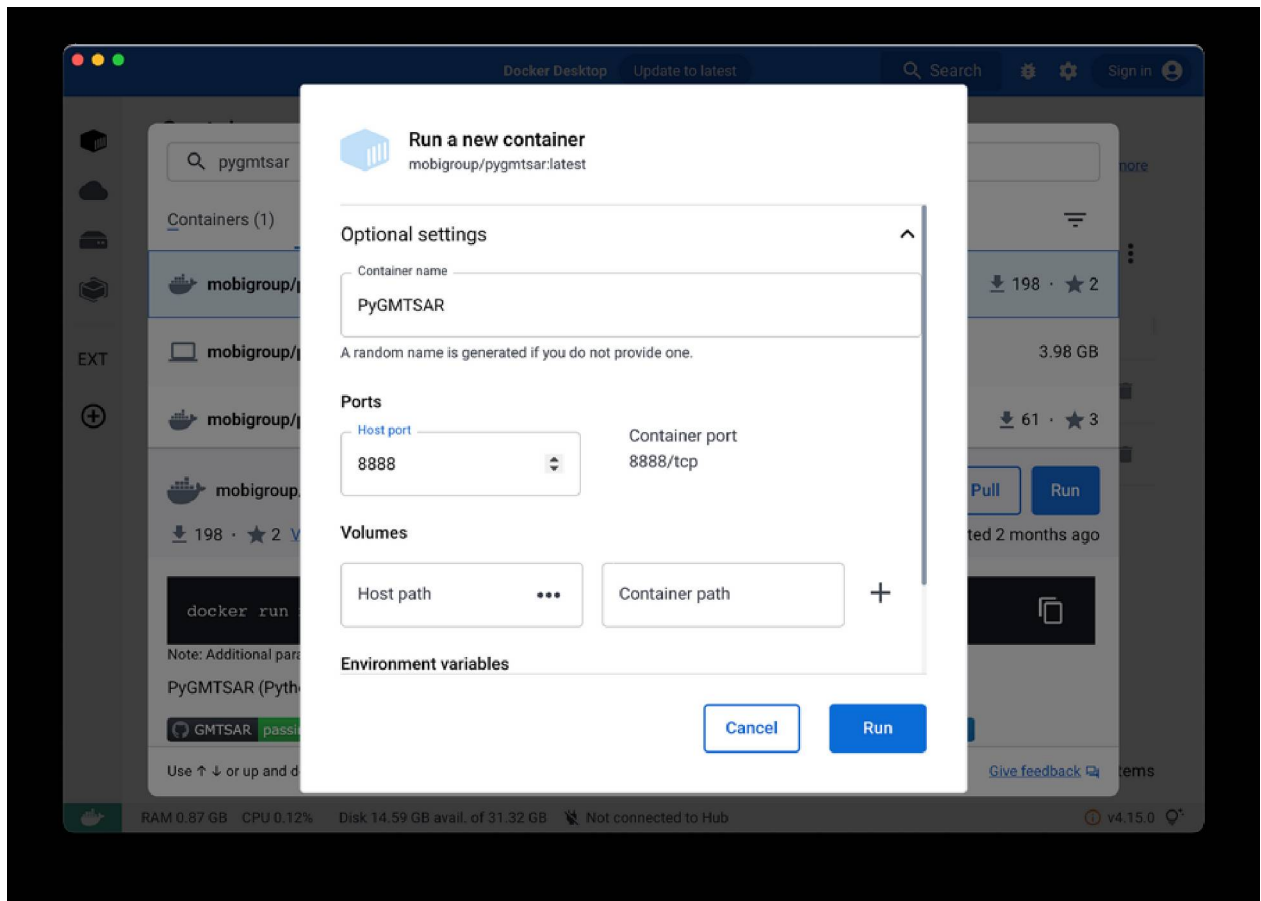 Docker Desktop Update to latest Search Sign in
Run a new container
mobigroup/pygmtsar:latest
pygmtsar
more
Containers (1)
Optional settings
Container name
PyGMTSAR
A random name is generated if you do not provide one.
mobigroup/p 198 · 2
mobigroup/p 3.98 GB
EXT
mobigroup/p 61 · 3
Ports
Host port
8888
Container port
8888/tcp
mobigroup
Pull Run
198 · 2
2 months ago
Volumes
Host path ••• Container path +
docker run
Note: Additional
Environment variables
PyGMTSAR
GMTSAR
Cancel Run
Use ↑ ↓ or up and
Give feedback
RAM 0.87 GB CPU 0.12% Disk 14.59 GB avail. of 31.32 GB Not connected to Hub v4.15.0